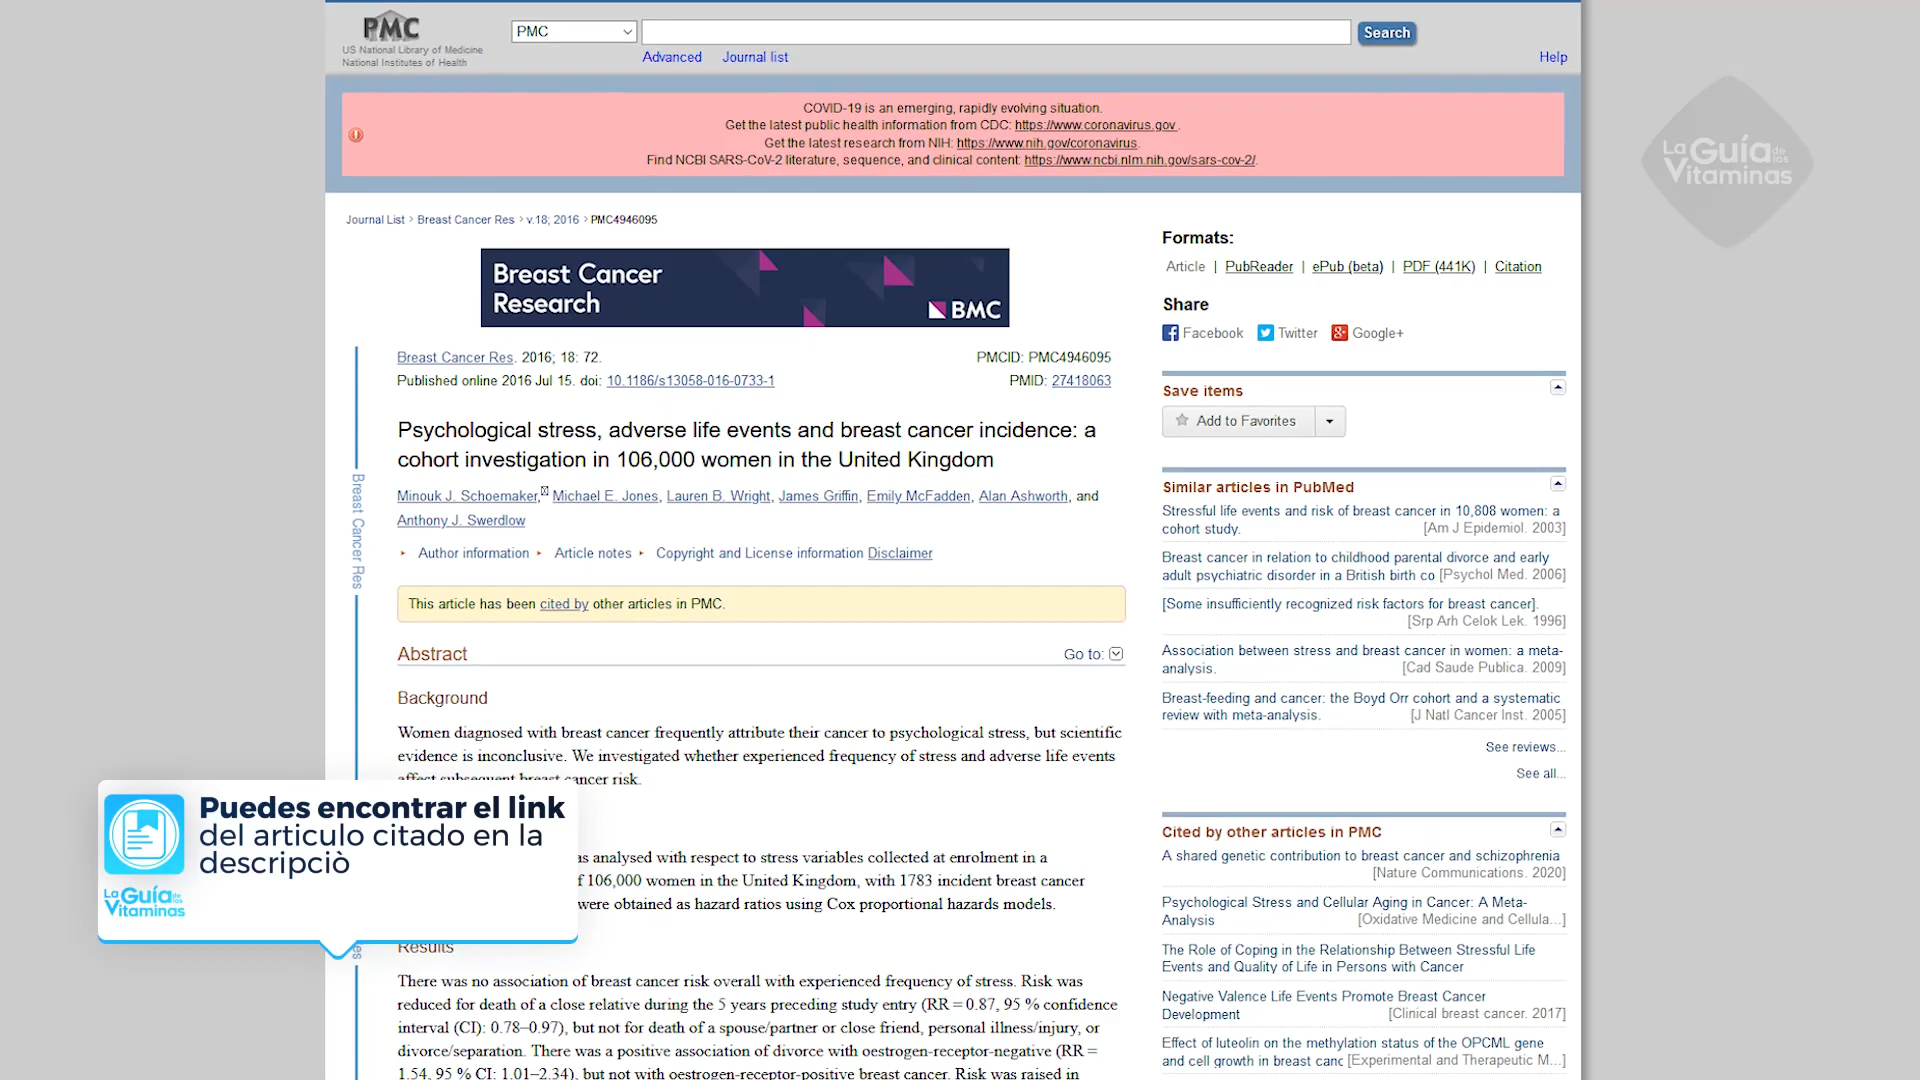 PMC
US National Library of Medicine
National Institutes of Health
PMC
Search
Advanced
Journal list
Help
COVID-19 is an emerging, rapidly evolving situation.
Get the latest public health information from CDC: https://www.coronavirus.gov.
Get the latest research from NIH: https://www.nih.gov/coronavirus.
Find NCBI SARS-CoV-2 literature, sequence, and clinical content: https://www.ncbi.nlm.nih.gov/sars-cov-2/.
La Guía de las Vitaminas
Journal List > Breast Cancer Res > v.18; 2016 > PMC4946095
Breast Cancer
Research
BMC
Breast Cancer Res. 2016; 18: 72.
PMCID: PMC4946095
Published online 2016 Jul 15. doi: 10.1186/s13058-016-0733-1
PMID: 27418063
Psychological stress, adverse life events and breast cancer incidence: a
cohort investigation in 106,000 women in the United Kingdom
Minouk J. Schoemaker, Michael E. Jones, Lauren B. Wright, James Griffin, Emily McFadden, Alan Ashworth, and
Anthony J. Swerdlow
Author information
Article notes
Copyright and License information Disclaimer
This article has been cited by other articles in PMC.
Abstract
Go to:
Background
Women diagnosed with breast cancer frequently attribute their cancer to psychological stress, but scientific
evidence is inconclusive. We investigated whether experienced frequency of stress and adverse life events
affect subsequent breast cancer risk.
as analysed with respect to stress variables collected at enrolment in a
f 106,000 women in the United Kingdom, with 1783 incident breast cancer
were obtained as hazard ratios using Cox proportional hazards models.
Results
There was no association of breast cancer risk overall with experienced frequency of stress. Risk was
reduced for death of a close relative during the 5 years preceding study entry (RR = 0.87, 95 % confidence
interval (CI): 0.78–0.97), but not for death of a spouse/partner or close friend, personal illness/injury, or
divorce/separation. There was a positive association of divorce with oestrogen-receptor-negative (RR =
1.54, 95 % CI: 1.01–2.34), but not with oestrogen-receptor-positive breast cancer. Risk was raised in
Breast Cancer Res
es
Puedes encontrar el link
del articulo citado en la
descripciò
La Guía de las Vitaminas
Formats:
Article | PubReader | ePub (beta) | PDF (441K) | Citation
Share
Facebook Twitter Google+
Save items
Add to Favorites
Similar articles in PubMed
Stressful life events and risk of breast cancer in 10,808 women: a
cohort study. [Am J Epidemiol. 2003]
Breast cancer in relation to childhood parental divorce and early
adult psychiatric disorder in a British birth co [Psychol Med. 2006]
[Some insufficiently recognized risk factors for breast cancer].
[Srp Arh Celok Lek. 1996]
Association between stress and breast cancer in women: a meta-
analysis. [Cad Saude Publica. 2009]
Breast-feeding and cancer: the Boyd Orr cohort and a systematic
review with meta-analysis. [J Natl Cancer Inst. 2005]
See reviews...
See all...
Cited by other articles in PMC
A shared genetic contribution to breast cancer and schizophrenia
[Nature Communications. 2020]
Psychological Stress and Cellular Aging in Cancer: A Meta-
Analysis [Oxidative Medicine and Cellula...]
The Role of Coping in the Relationship Between Stressful Life
Events and Quality of Life in Persons with Cancer
Negative Valence Life Events Promote Breast Cancer
Development [Clinical breast cancer. 2017]
Effect of luteolin on the methylation status of the OPCML gene
and cell growth in breast canc [Experimental and Therapeutic M...]